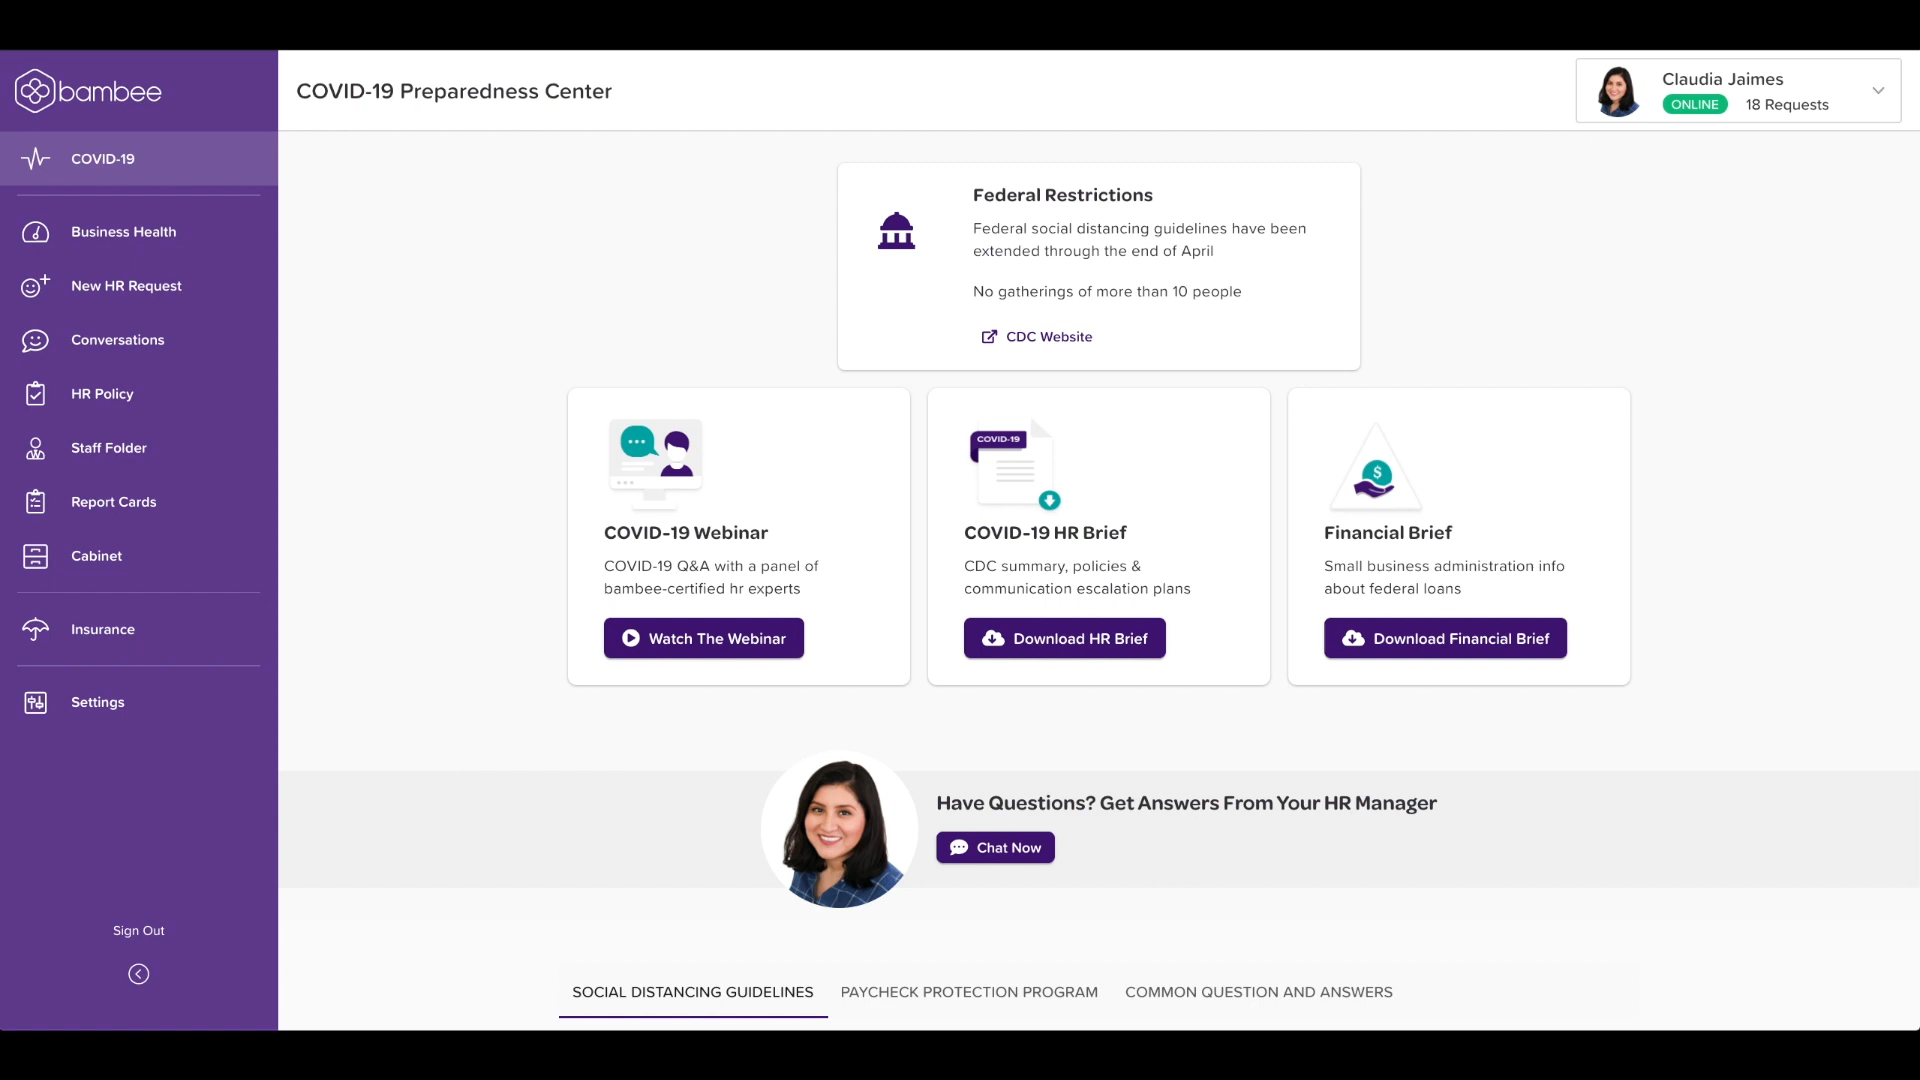 bambee
COVID-19
Business Health
New HR Request
Conversations
HR Policy
Staff Folder
Report Cards
Cabinet
Insurance
Settings
Sign Out
COVID-19 Preparedness Center
Claudia Jaimes
ONLINE 18 Requests
Federal Restrictions
Federal social distancing guidelines have been
extended through the end of April
No gatherings of more than 10 people
CDC Website
COVID-19 Webinar
COVID-19 Q&A with a panel of
bambee-certified hr experts
Watch The Webinar
COVID-19
COVID-19 HR Brief
CDC summary, policies &
communication escalation plans
Download HR Brief
$
Financial Brief
Small business administration info
about federal loans
Download Financial Brief
Have Questions? Get Answers From Your HR Manager
Chat Now
SOCIAL DISTANCING GUIDELINES
PAYCHECK PROTECTION PROGRAM
COMMON QUESTION AND ANSWERS